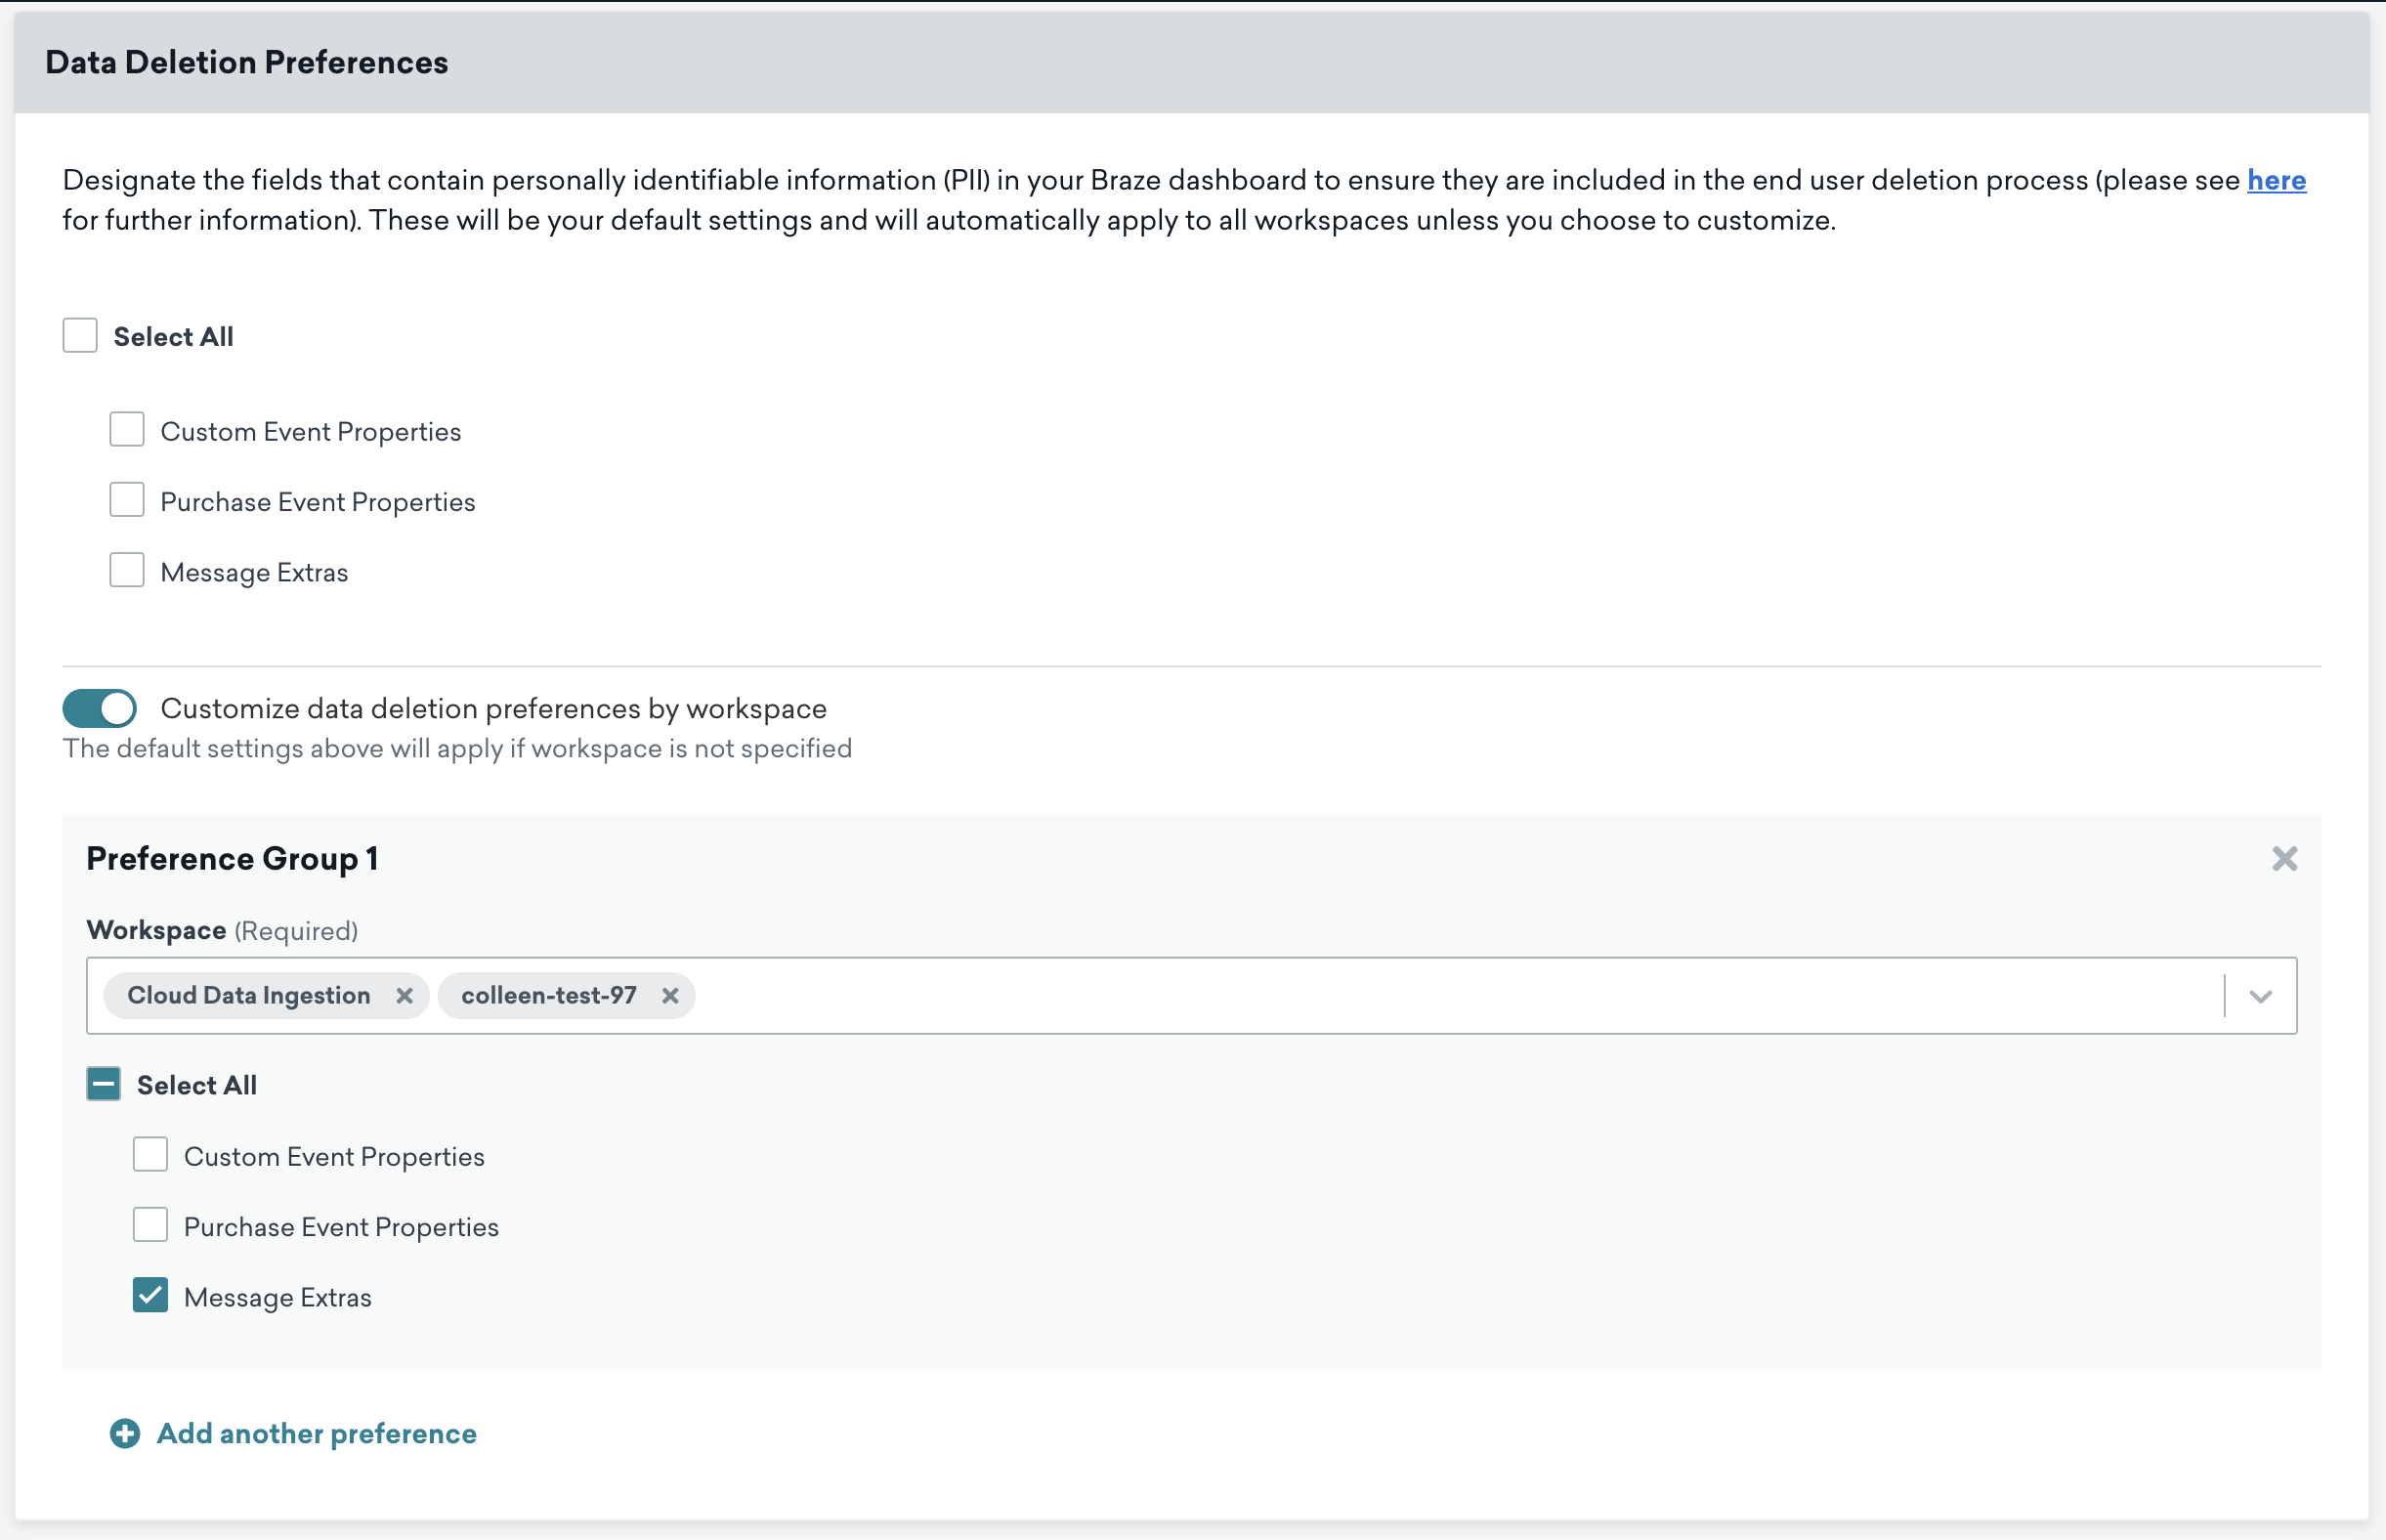 Data Deletion Preferences
Designate the fields that contain personally identifiable information (PII) in your Braze dashboard to ensure they are included in the end user deletion process (please see here
for further information). These will be your default settings and will automatically apply to all workspaces unless you choose to customize.
Select All
Custom Event Properties
Purchase Event Properties
Message Extras
Customize data deletion preferences by workspace
The default settings above will apply if workspace is not specified
Preference Group 1
Workspace (Required)
Cloud Data Ingestion colleen-test-97
Select All
Custom Event Properties
Purchase Event Properties
Message Extras
Add another preference